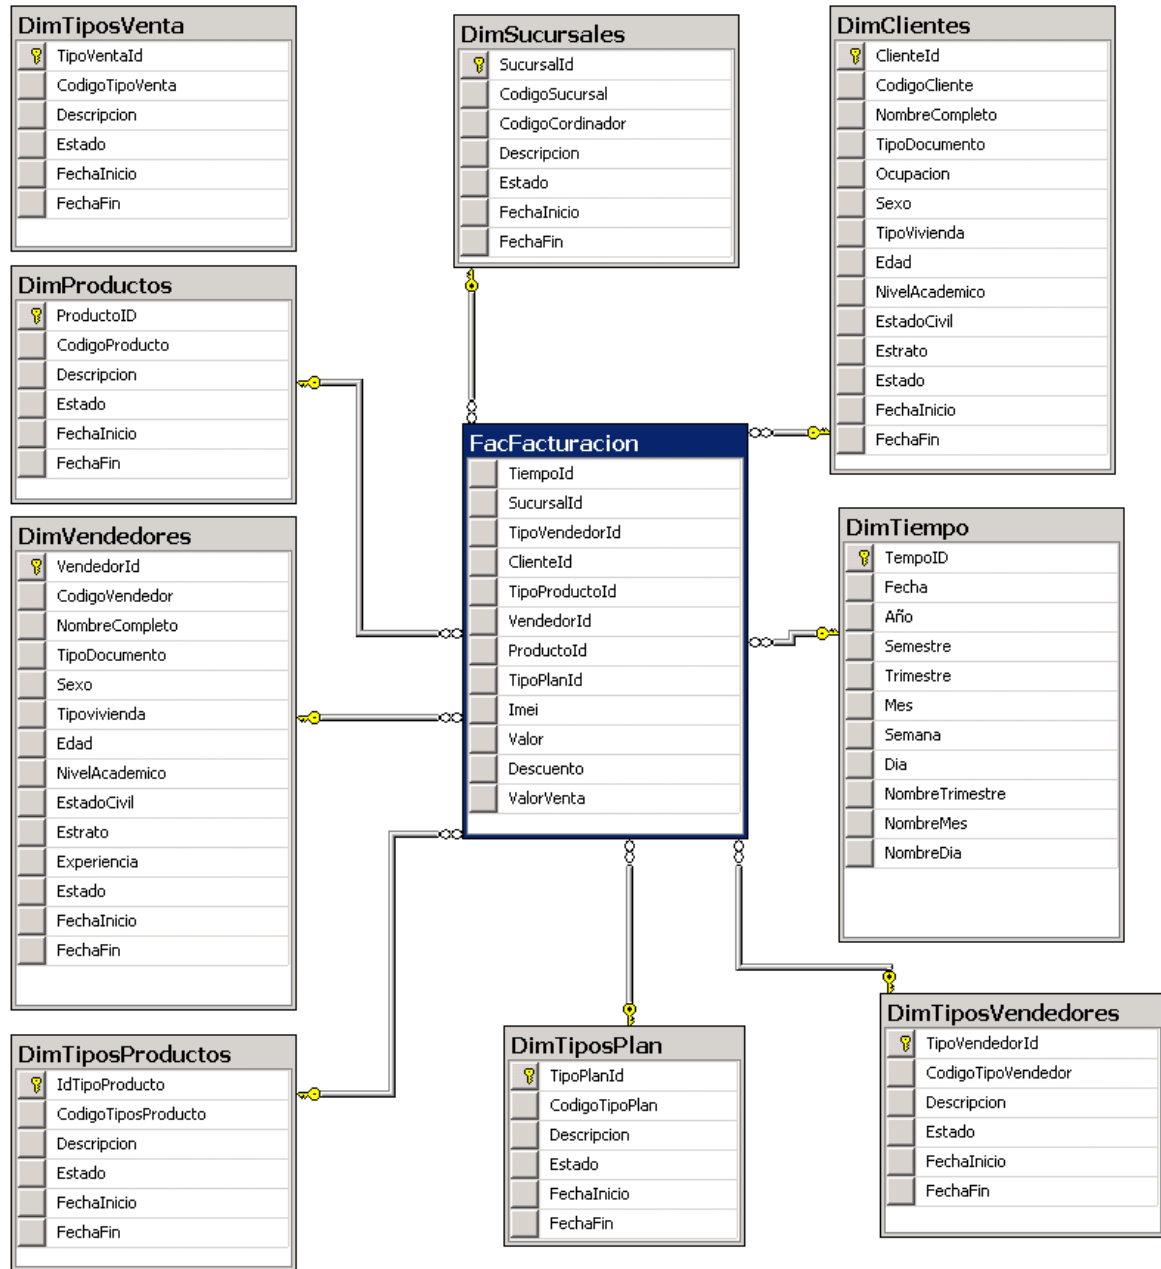 DimTiposVenta
TipoVentaId
CodigoTipoVenta
Descripcion
Estado
FechaInicio
FechaFin
DimSucursales
SucursalId
CodigoSucursal
CodigoCordinador
Descripcion
Estado
FechaInicio
FechaFin
DimClientes
ClienteId
CodigoCliente
NombreCompleto
TipoDocumento
Ocupacion
Sexo
TipoVivienda
Edad
NivelAcademico
EstadoCivil
Estrato
Estado
FechaInicio
FechaFin
DimProductos
ProductoID
CodigoProducto
Descripcion
Estado
FechaInicio
FechaFin
FacFacturacion
TiempoId
SucursalId
TipoVendedorId
ClienteId
TipoProductoId
VendedorId
ProductoId
TipoPlanId
Imei
Valor
Descuento
ValorVenta
DimVendedores
VendedorId
CodigoVendedor
NombreCompleto
TipoDocumento
Sexo
Tipovivienda
Edad
NivelAcademico
EstadoCivil
Estrato
Experiencia
Estado
FechaInicio
FechaFin
DimTiempo
TempoID
Fecha
Año
Semestre
Trimestre
Mes
Semana
Dia
NombreTrimestre
NombreMes
NombreDia
DimTiposProductos
IdTipoProducto
CodigoTiposProducto
Descripcion
Estado
FechaInicio
FechaFin
DimTiposPlan
TipoPlanId
CodigoTipoPlan
Descripcion
Estado
FechaInicio
FechaFin
DimTiposVendedores
TipoVendedorId
CodigoTipoVendedor
Descripcion
Estado
FechaInicio
FechaFin